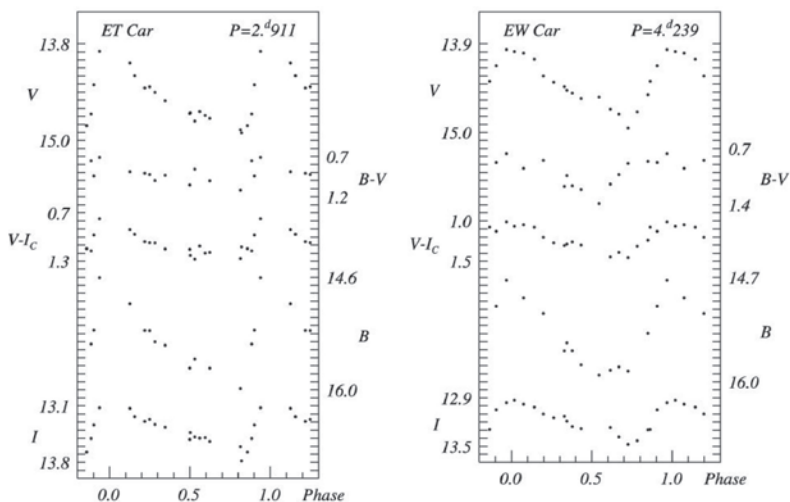 ET Car P=2.ᵈ911
13.8
V
15.0
0.7
B-V
1.2
0.7
V-I_C
1.3
14.6
B
16.0
13.1
I
13.8
0.0 0.5 1.0 Phase
EW Car P=4.ᵈ239
13.9
V
15.0
0.7
B-V
1.4
1.0
V-I_C
1.5
14.7
B
16.0
12.9
I
13.5
0.0 0.5 1.0 Phase